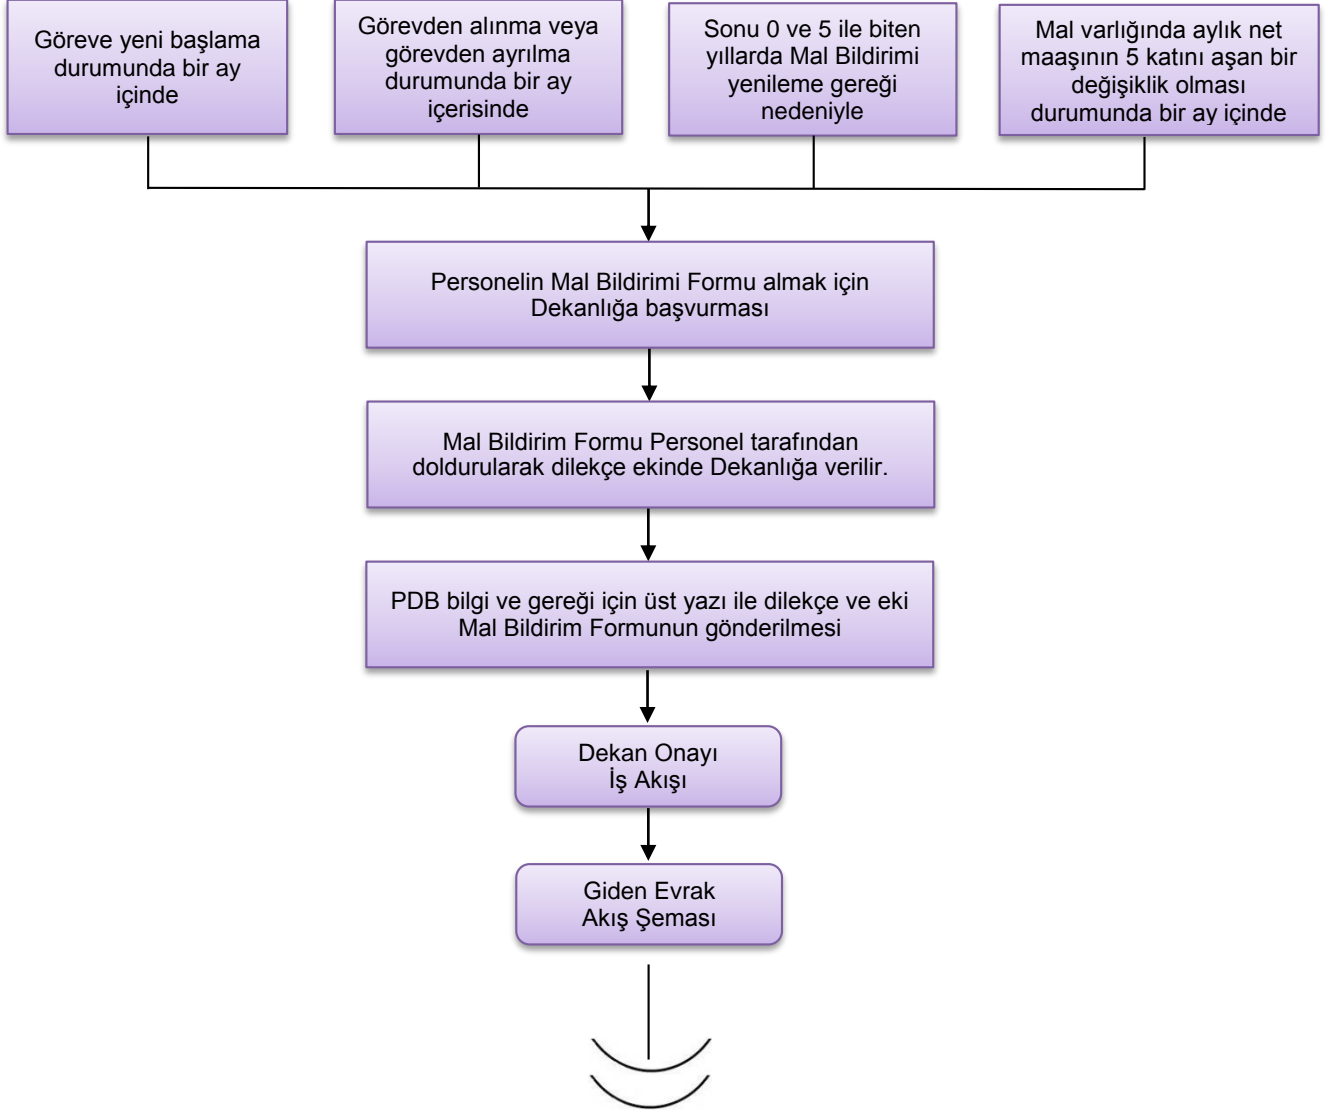 Göreve yeni başlama
durumunda bir ay
içinde
Görevden alınma veya
görevden ayrılma
durumunda bir ay
içerisinde
Sonu 0 ve 5 ile biten
yıllarda Mal Bildirimi
yenileme gereği
nedeniyle
Mal varlığında aylık net
maaşının 5 katını aşan bir
değişiklik olması
durumunda bir ay içinde
Personelin Mal Bildirimi Formu almak için
Dekanlığa başvurması
Mal Bildirim Formu Personel tarafından
doldurularak dilekçe ekinde Dekanlığa verilir.
PDB bilgi ve gereği için üst yazı ile dilekçe ve eki
Mal Bildirim Formunun gönderilmesi
Dekan Onayı
İş Akışı
Giden Evrak
Akış Şeması